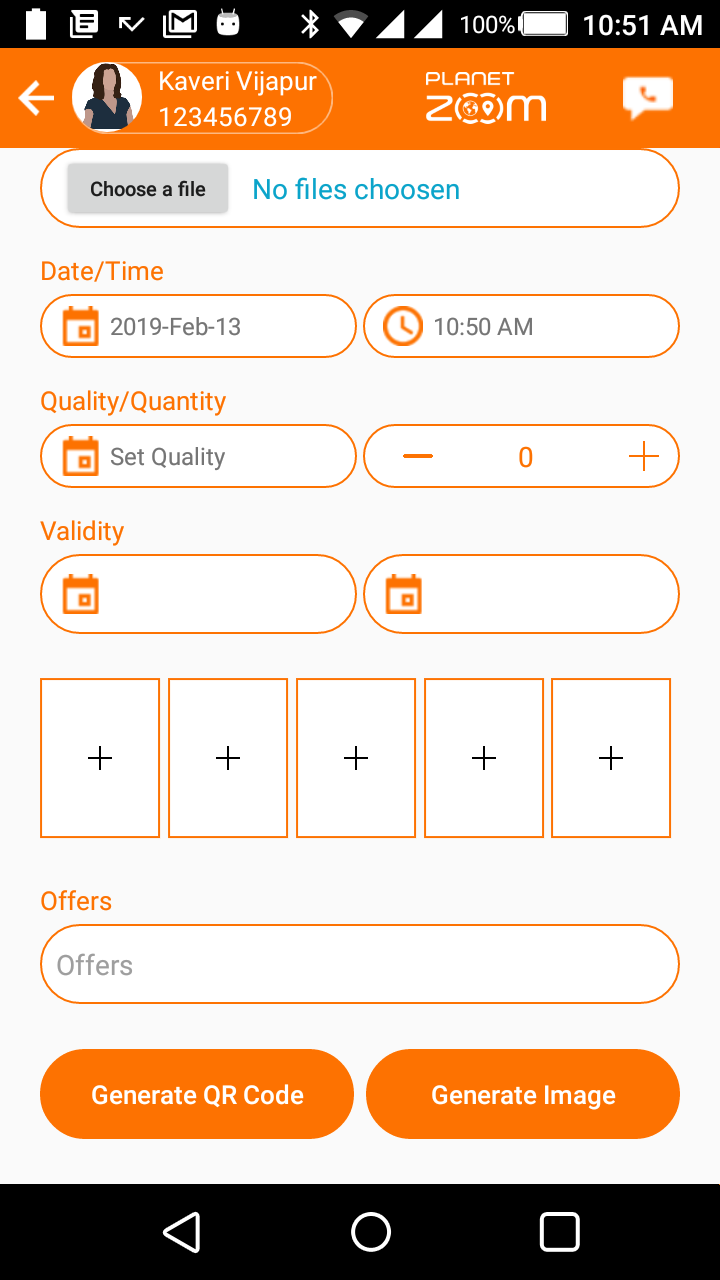 100% 10:51 AM
Kaveri Vijapur
123456789
PLANET
ZOOM
Choose a file No files choosen
Date/Time
2019-Feb-13 10:50 AM
Quality/Quantity
Set Quality 0
Validity
Offers
Offers
Generate QR Code Generate Image